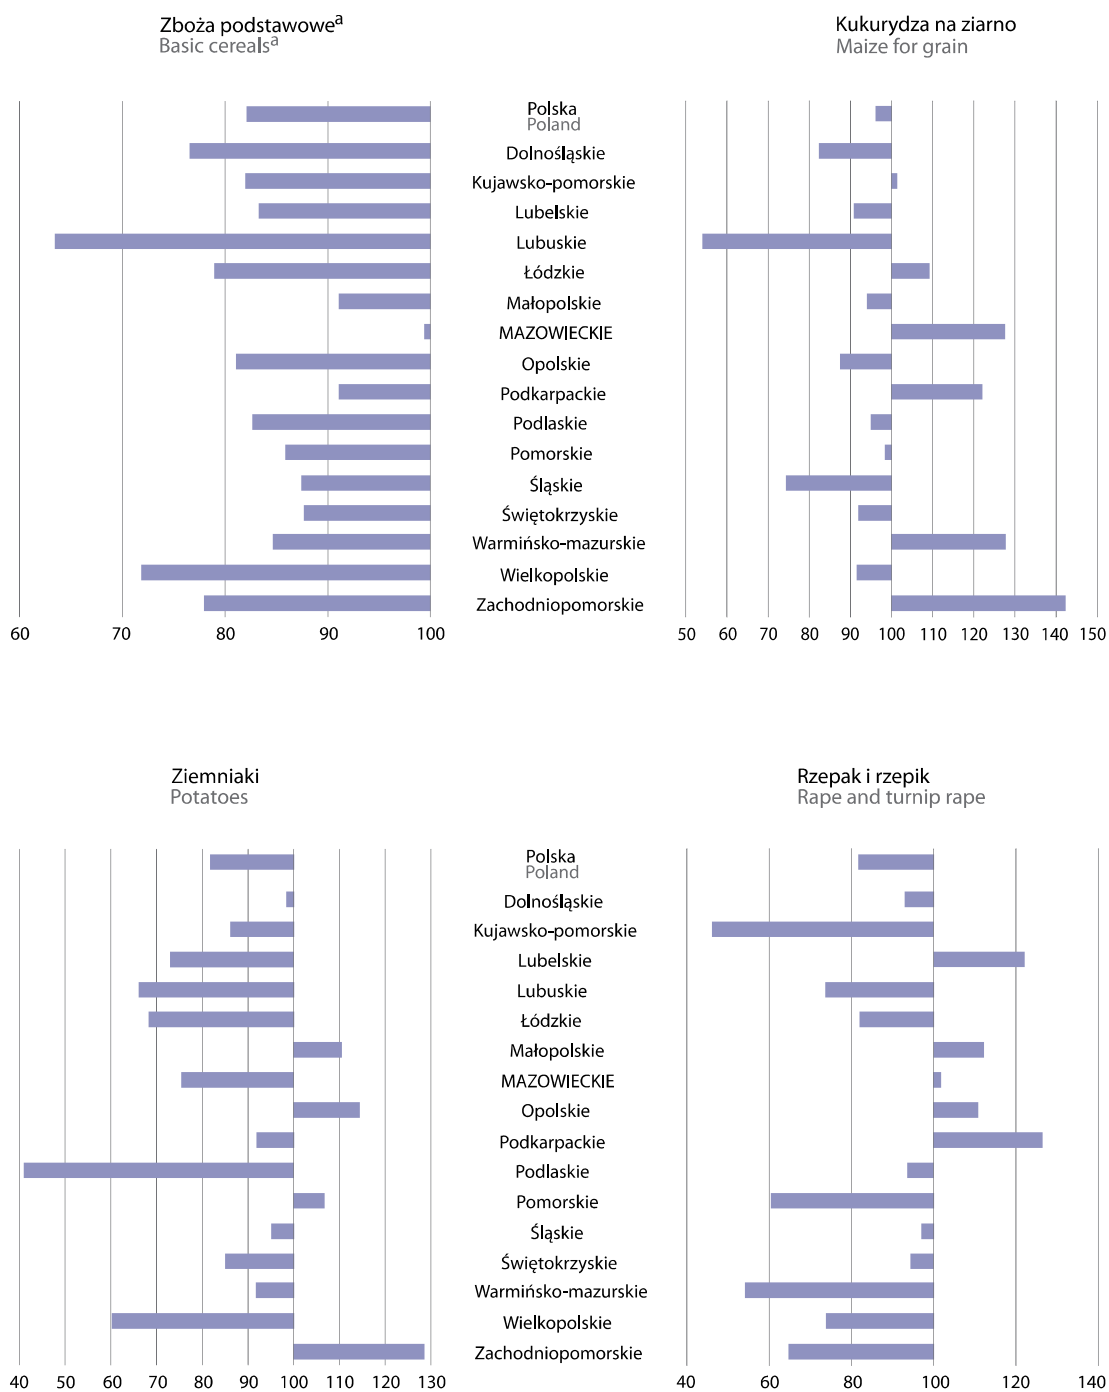 Zboża podstawoweᵃ
Basic cerealsᵃ
Kukurydza na ziarno
Maize for grain
Polska
Poland
Dolnośląskie
Kujawsko-pomorskie
Lubelskie
Lubuskie
Łódzkie
Małopolskie
MAZOWIECKIE
Opolskie
Podkarpackie
Podlaskie
Pomorskie
Śląskie
Świętokrzyskie
Warmińsko-mazurskie
Wielkopolskie
Zachodniopomorskie
60 70 80 90 100
50 60 70 80 90 100 110 120 130 140 150
Ziemniaki
Potatoes
Rzepak i rzepik
Rape and turnip rape
Polska
Poland
Dolnośląskie
Kujawsko-pomorskie
Lubelskie
Lubuskie
Łódzkie
Małopolskie
MAZOWIECKIE
Opolskie
Podkarpackie
Podlaskie
Pomorskie
Śląskie
Świętokrzyskie
Warmińsko-mazurskie
Wielkopolskie
Zachodniopomorskie
40 50 60 70 80 90 100 110 120 130
40 60 80 100 120 140